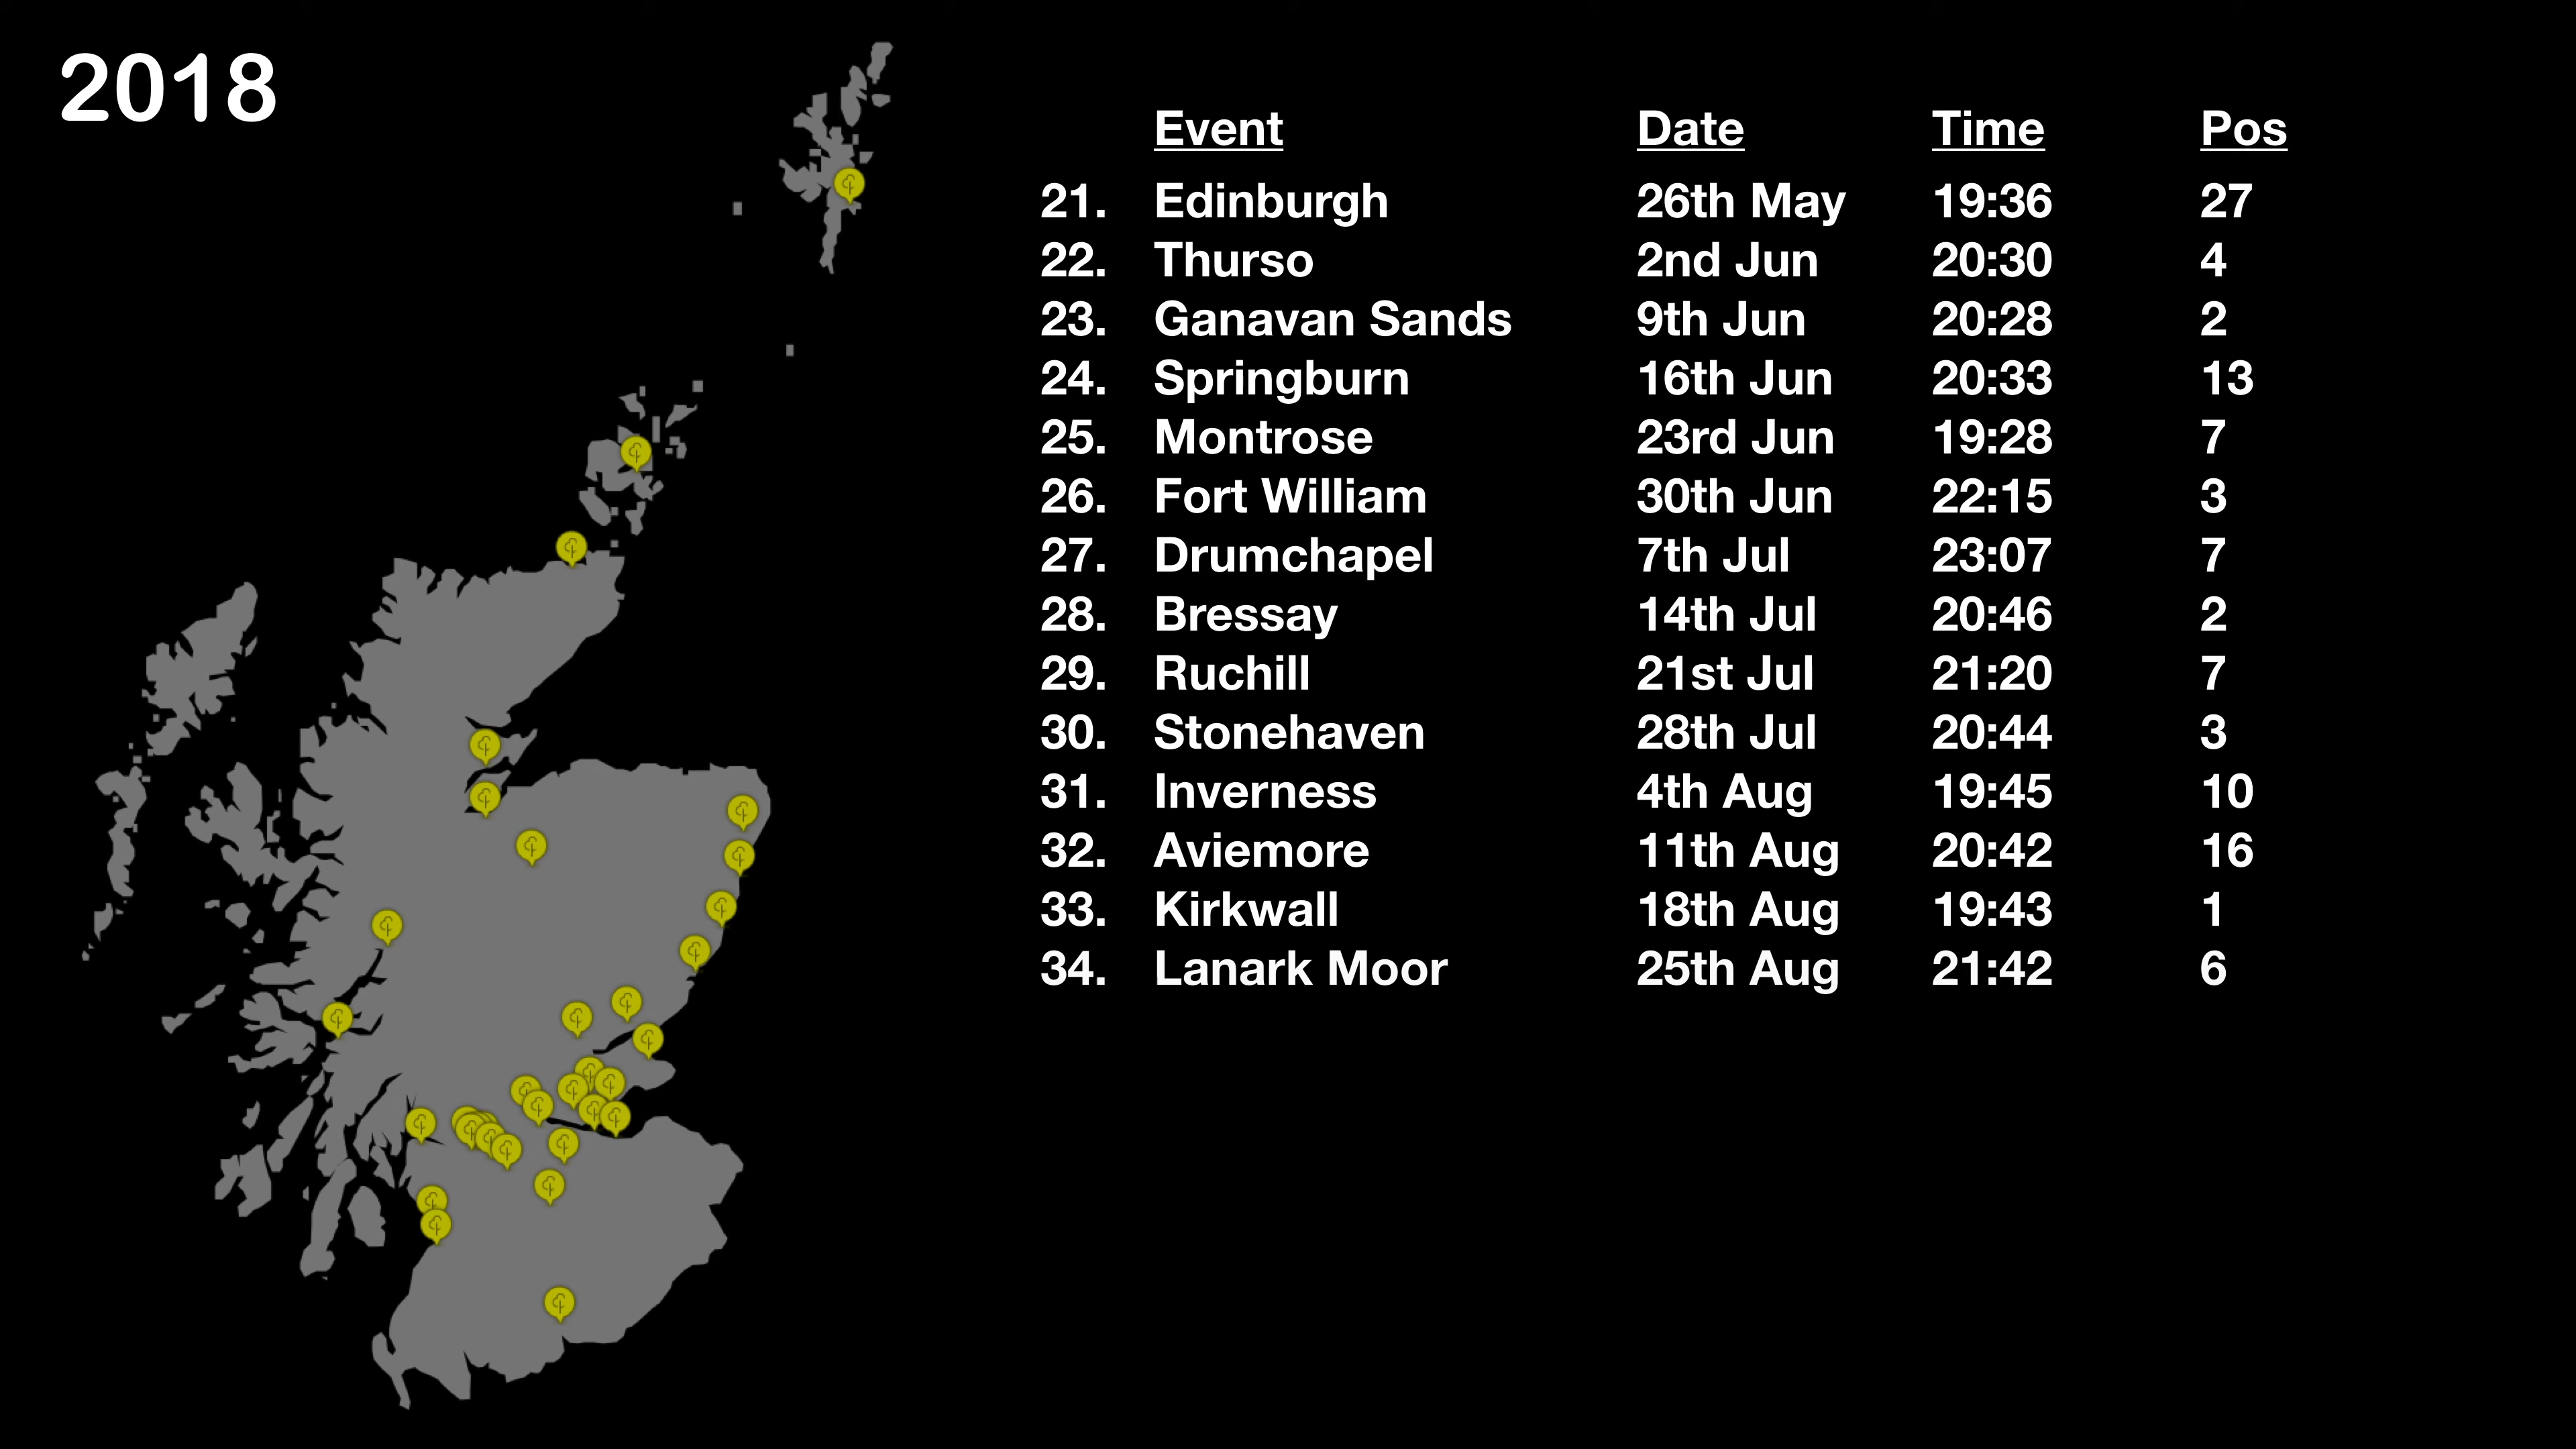 2018
Event Date Time Pos
21. Edinburgh 26th May 19:36 27
22. Thurso 2nd Jun 20:30 4
23. Ganavan Sands 9th Jun 20:28 2
24. Springburn 16th Jun 20:33 13
25. Montrose 23rd Jun 19:28 7
26. Fort William 30th Jun 22:15 3
27. Drumchapel 7th Jul 23:07 7
28. Bressay 14th Jul 20:46 2
29. Ruchill 21st Jul 21:20 7
30. Stonehaven 28th Jul 20:44 3
31. Inverness 4th Aug 19:45 10
32. Aviemore 11th Aug 20:42 16
33. Kirkwall 18th Aug 19:43 1
34. Lanark Moor 25th Aug 21:42 6